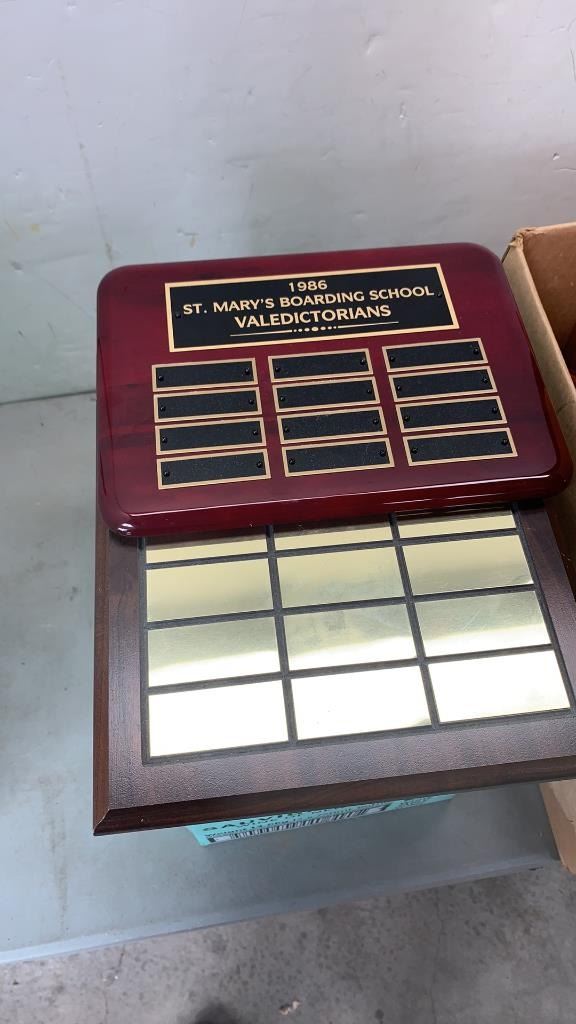 1986
ST. MARY'S BOARDING SCHOOL
VALEDICTORIANS